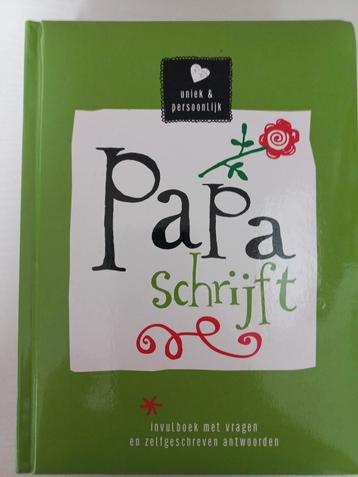 uniek &
persoonlijk
Papa
schrijft
invulboek met vragen
en zelfgeschreven antwoorden